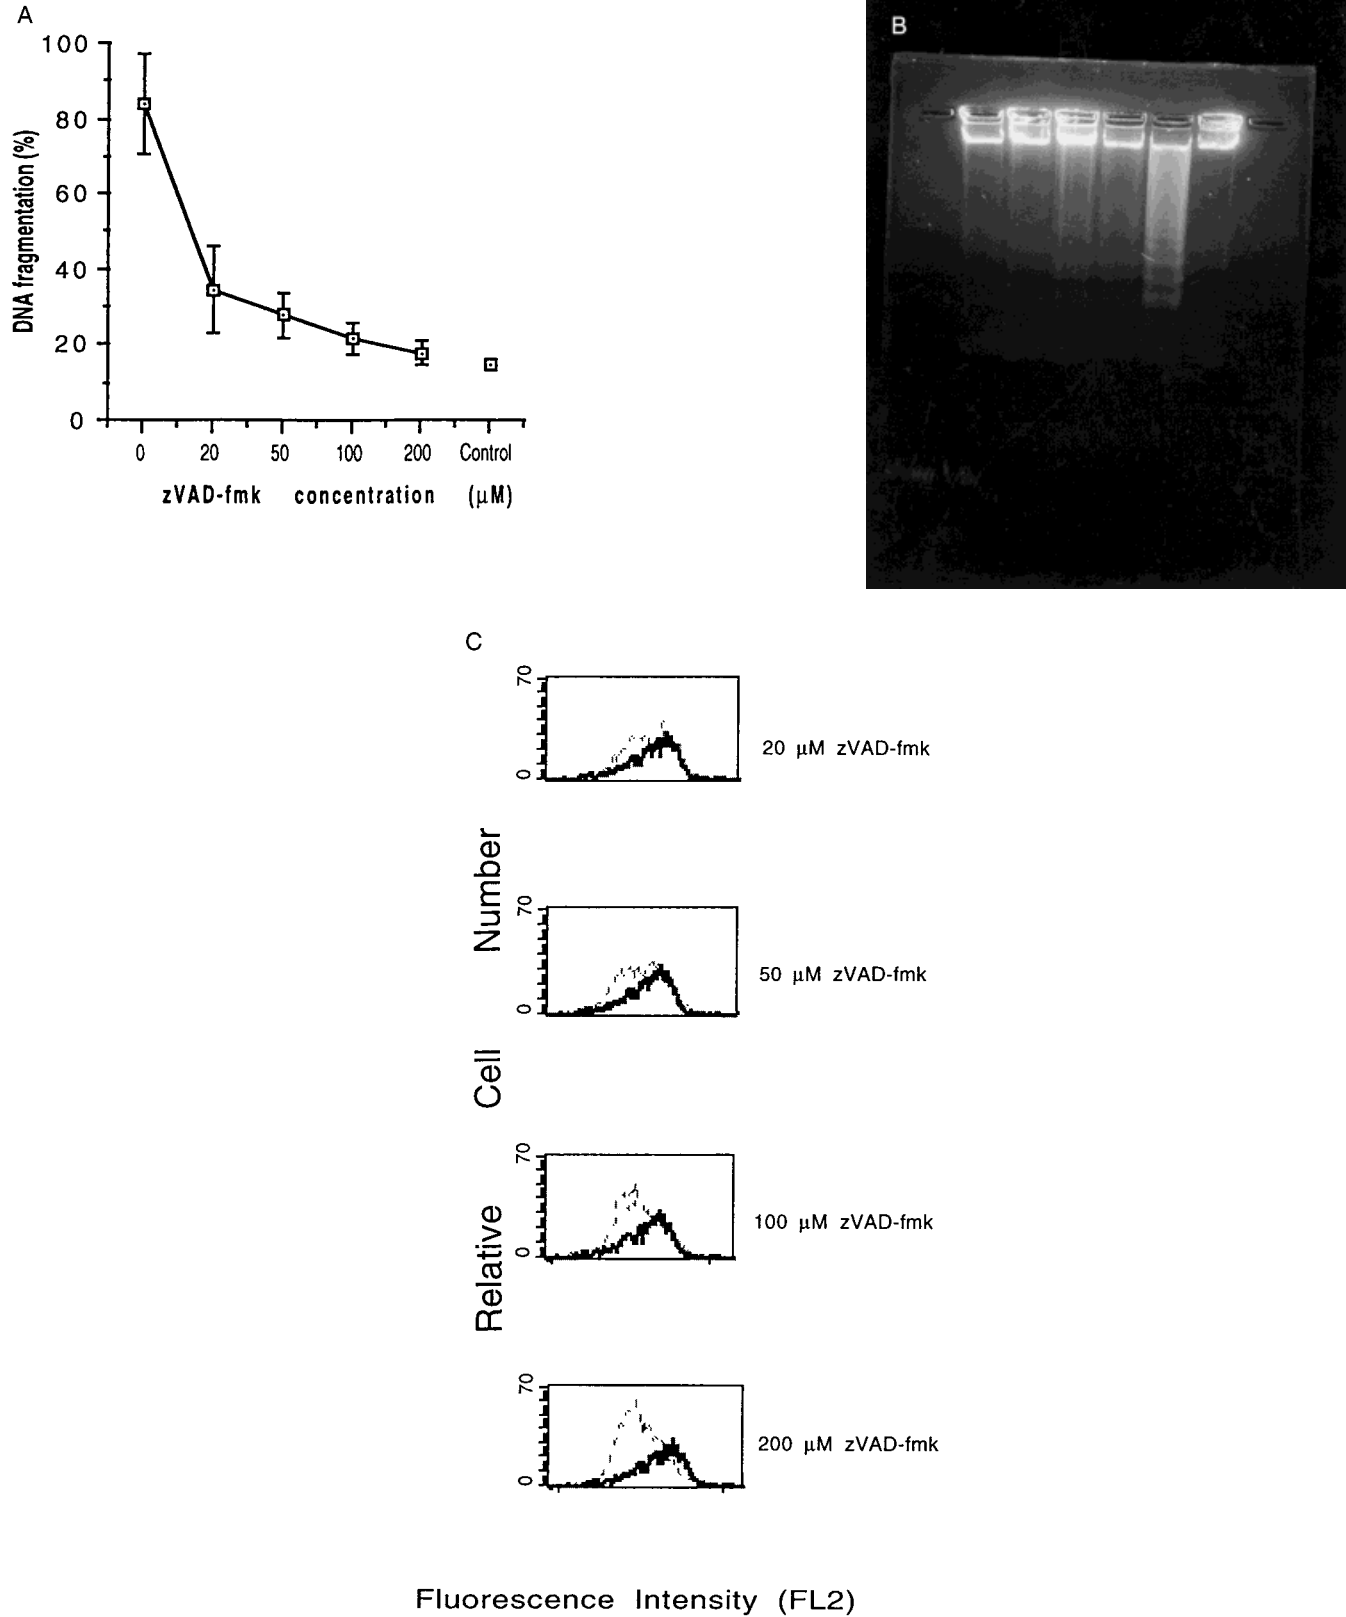 A
100
80
60
40
20
0
DNA fragmentation (%)
0 20 50 100 200 Control
zVAD-fmk concentration (μM)
B
C
70
0
20 μM zVAD-fmk
70
0
50 μM zVAD-fmk
70
0
100 μM zVAD-fmk
70
0
200 μM zVAD-fmk
Relative Cell Number
Fluorescence Intensity (FL2)